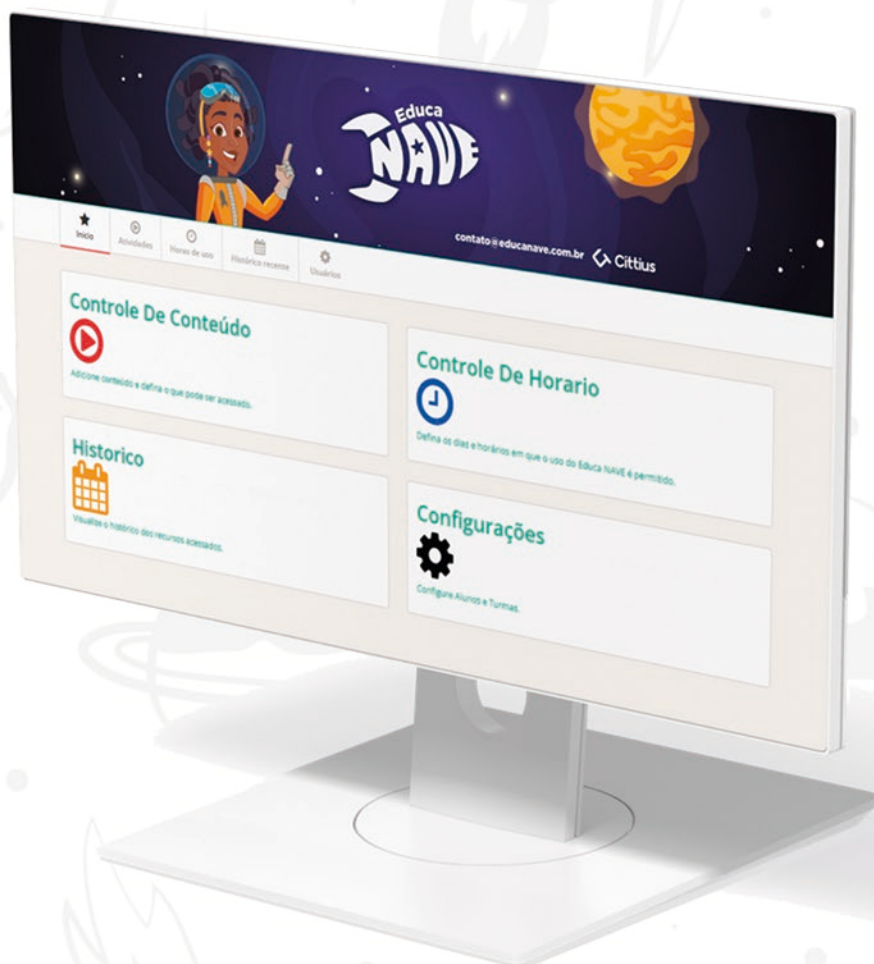 Educa
NAVE
contato@educanave.com.br
Cittius
Início
Atividades
Horas de uso
Histórico recente
Usuários
Controle De Conteúdo
Adicione conteúdo e defina o que pode ser acessado.
Controle De Horario
Defina os dias e horários em que o uso do Educa NAVE é permitido.
Historico
Visualize o histórico dos recursos acessados.
Configurações
Configure Alunos e Turmas.